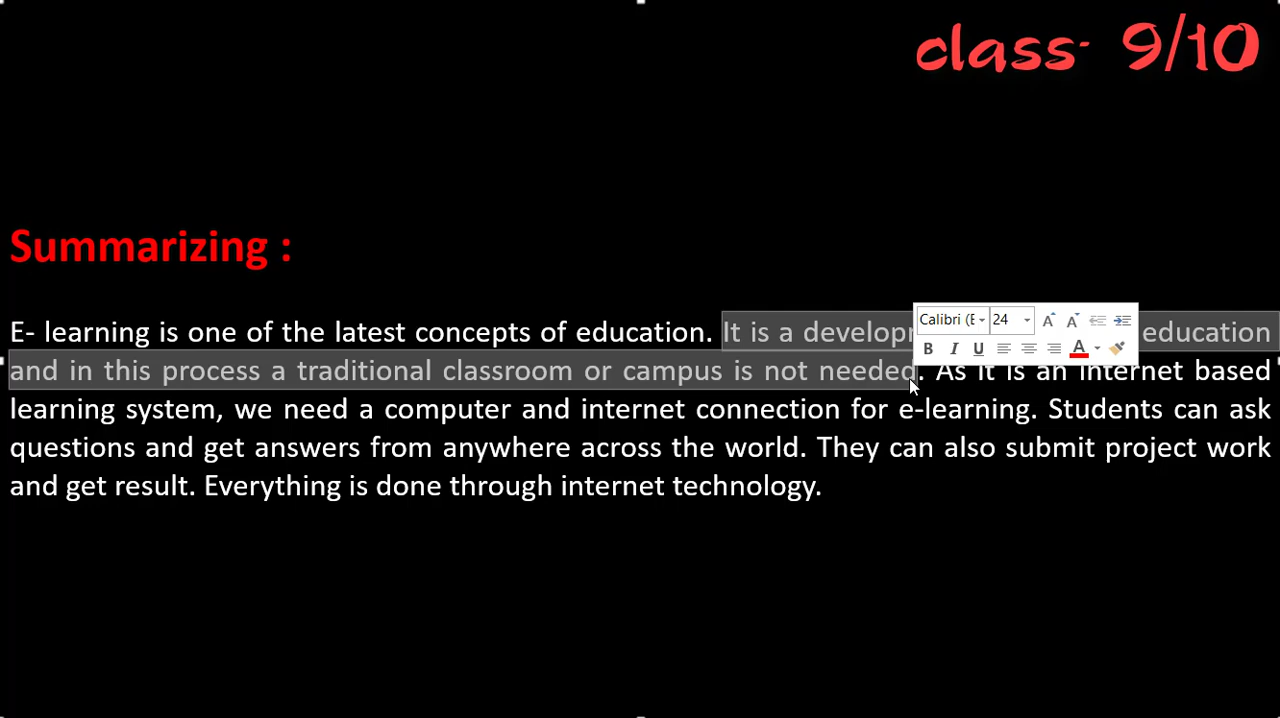 class- 9/10
Summarizing :
E- learning is one of the latest concepts of education. It is a developm education
Calibri (E 24
B I U A
and in this process a traditional classroom or campus is not needed. As it is an internet based
learning system, we need a computer and internet connection for e-learning. Students can ask
questions and get answers from anywhere across the world. They can also submit project work
and get result. Everything is done through internet technology.